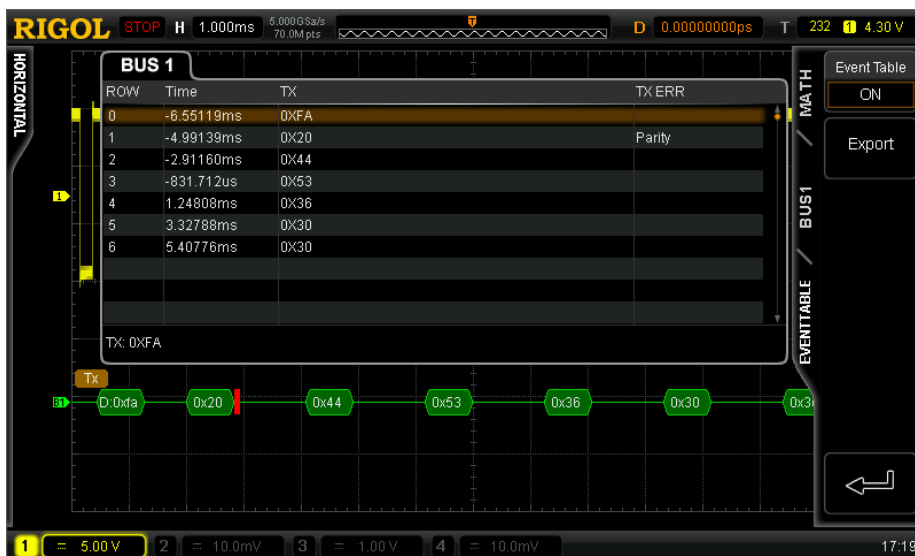 RIGOL STOP H 1.000ms 5.000GSa/s 70.0M pts D 0.00000000ps T 232 1 4.30 V
HORIZONTAL
BUS 1
ROW Time TX TX ERR
0 -6.55119ms 0XFA
1 -4.99139ms 0X20 Parity
2 -2.91160ms 0X44
3 -831.712us 0X53
4 1.24808ms 0X36
5 3.32788ms 0X30
6 5.40776ms 0X30
TX: 0XFA
MATH
BUS1
EVENTTABLE
Event Table
ON
Export
1
T
Tx
B1 D:0xfa 0x20 0x44 0x53 0x36 0x30
1 = 5.00 V 2 = 10.0mV 3 = 1.00 V 4 = 10.0mV 17:19